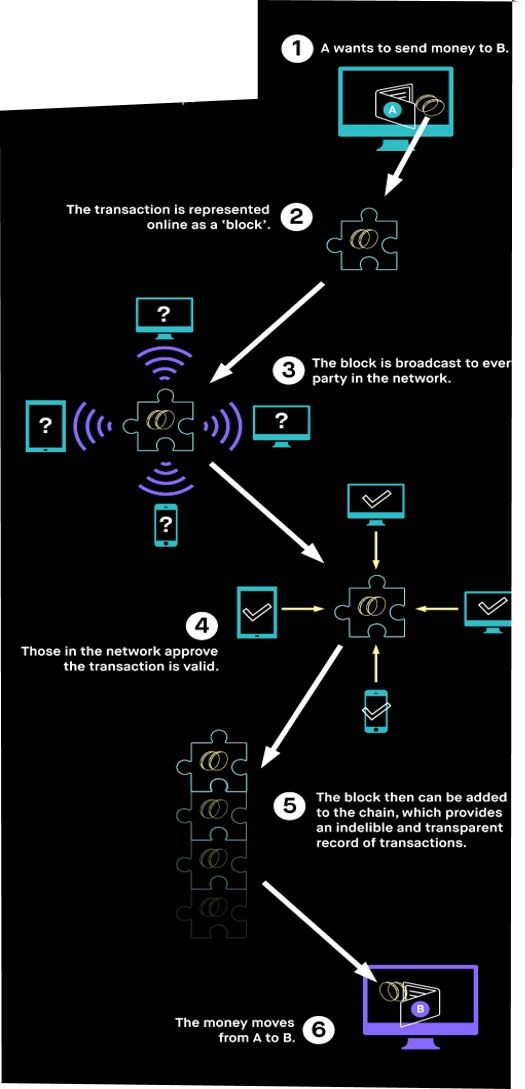 1 A wants to send money to B.
A
The transaction is represented
online as a ‘block’.
2
?
3 The block is broadcast to ever
party in the network.
?
?
?
4
Those in the network approve
the transaction is valid.
5 The block then can be added
to the chain, which provides
an indelible and transparent
record of transactions.
B
The money moves
from A to B.
6